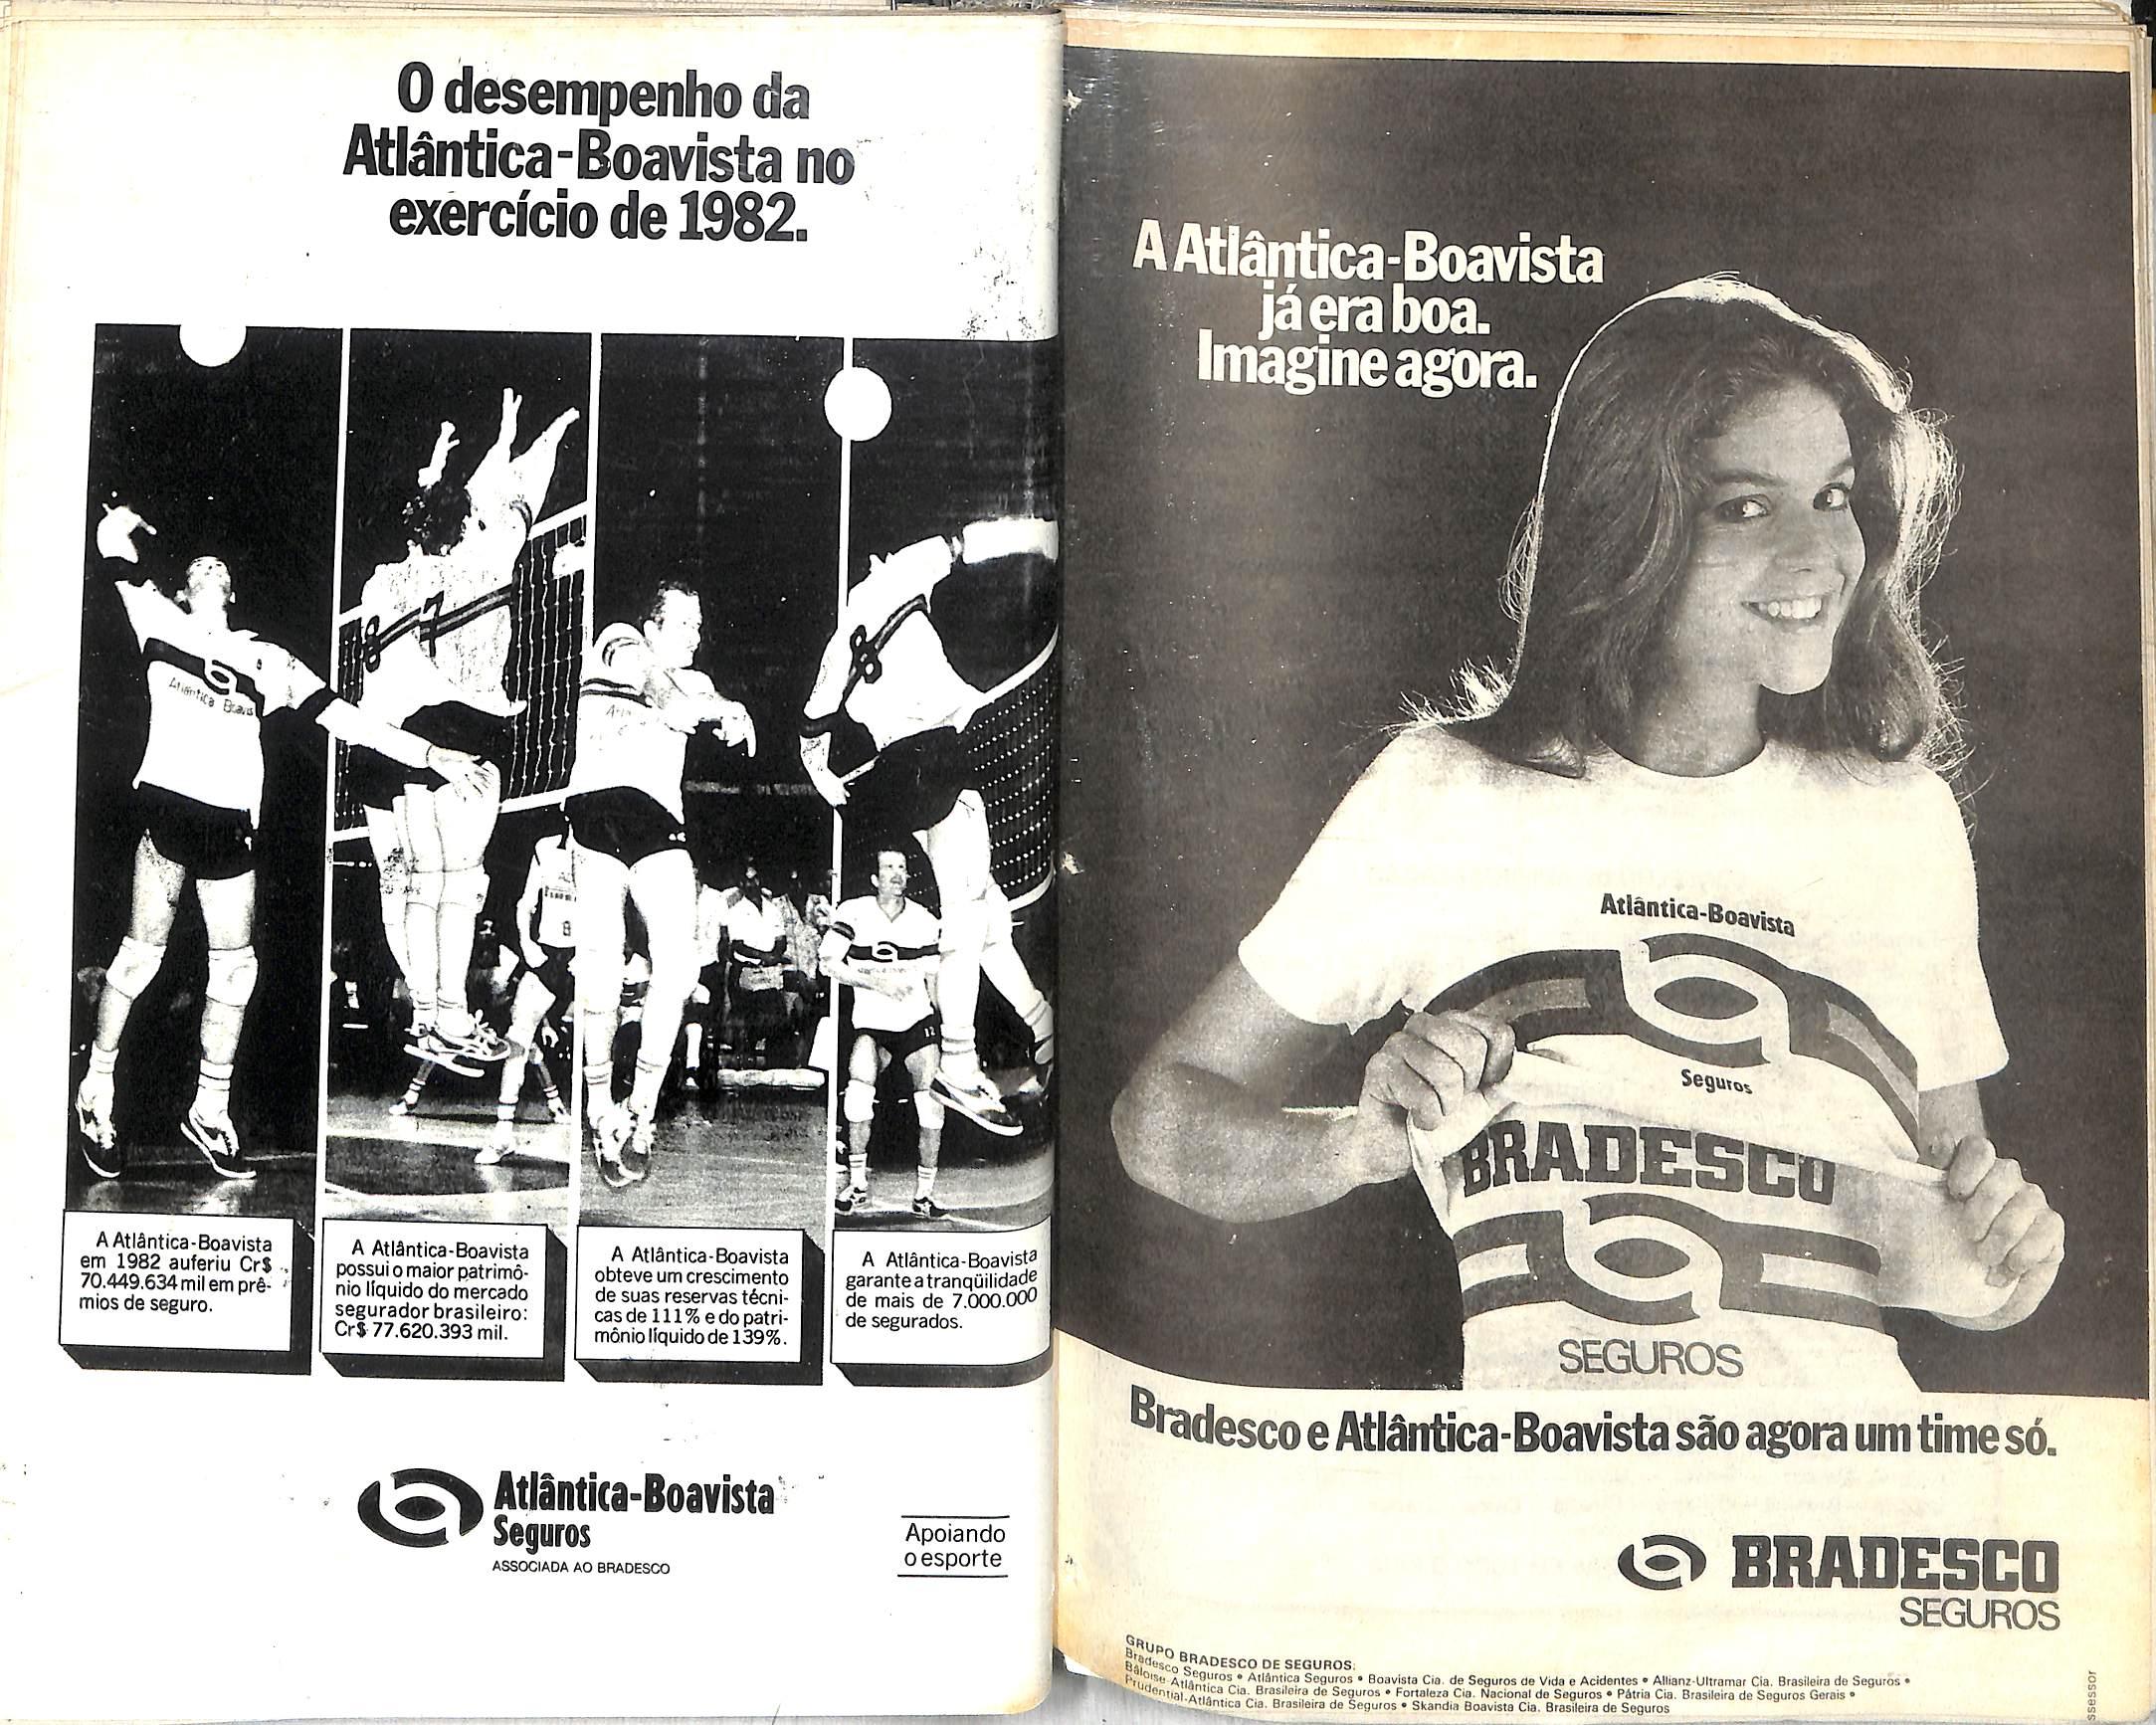 O desempenho da
Atlântica-Boavista no
exercício de 1982.
8
7
Atlântica Boavis
8
8
12
A Atlântica-Boavista
em 1982 auferiu Cr$
70.449.634 mil em prê-
mios de seguro.
A Atlântica-Boavista
possui o maior patrimô-
nio líquido do mercado
segurador brasileiro:
Cr$ 77.620.393 mil.
A Atlântica-Boavista
obteve um crescimento
de suas reservas técni-
cas de 111% e do patri-
mônio líquido de 139%.
A Atlântica-Boavista
garante a tranqüilidade
de mais de 7.000.000
de segurados.
Atlântica-Boavista
Seguros
ASSOCIADA AO BRADESCO
Apoiando
o esporte
A Atlântica-Boavista
já era boa.
Imagine agora.
Atlântica-Boavista
Seguros
BRADESCO
SEGUROS
Bradesco e Atlântica-Boavista são agora um time só.
BRADESCO
SEGUROS
GRUPO BRADESCO DE SEGUROS:
Bradesco Seguros • Atlântica Seguros • Boavista Cia. de Seguros de Vida e Acidentes • Allianz-Ultramar Cia. Brasileira de Seguros •
Bâloise-Atlântica Cia. Brasileira de Seguros • Fortaleza Cia. Nacional de Seguros • Pátria Cia. Brasileira de Seguros Gerais •
Prudential-Atlântica Cia. Brasileira de Seguros • Skandia Boavista Cia. Brasileira de Seguros
ssessor